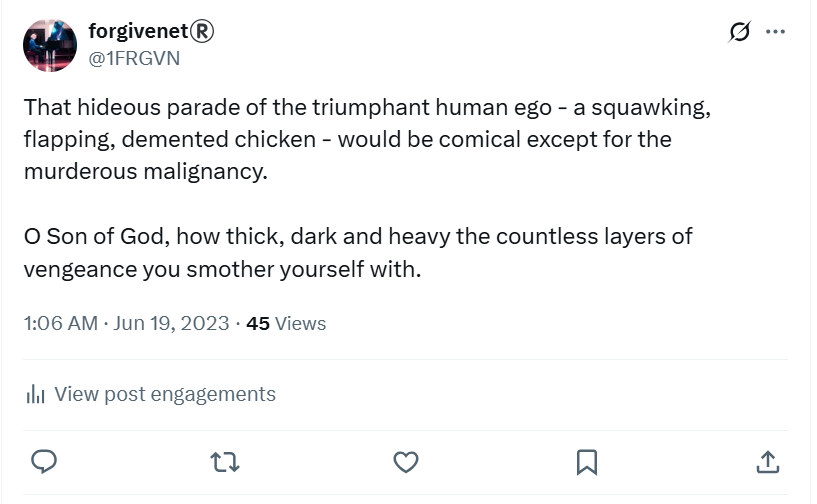 forgivenet®
@1FRGVN
That hideous parade of the triumphant human ego - a squawking,
flapping, demented chicken - would be comical except for the
murderous malignancy.
O Son of God, how thick, dark and heavy the countless layers of
vengeance you smother yourself with.
1:06 AM · Jun 19, 2023 · 45 Views
View post engagements